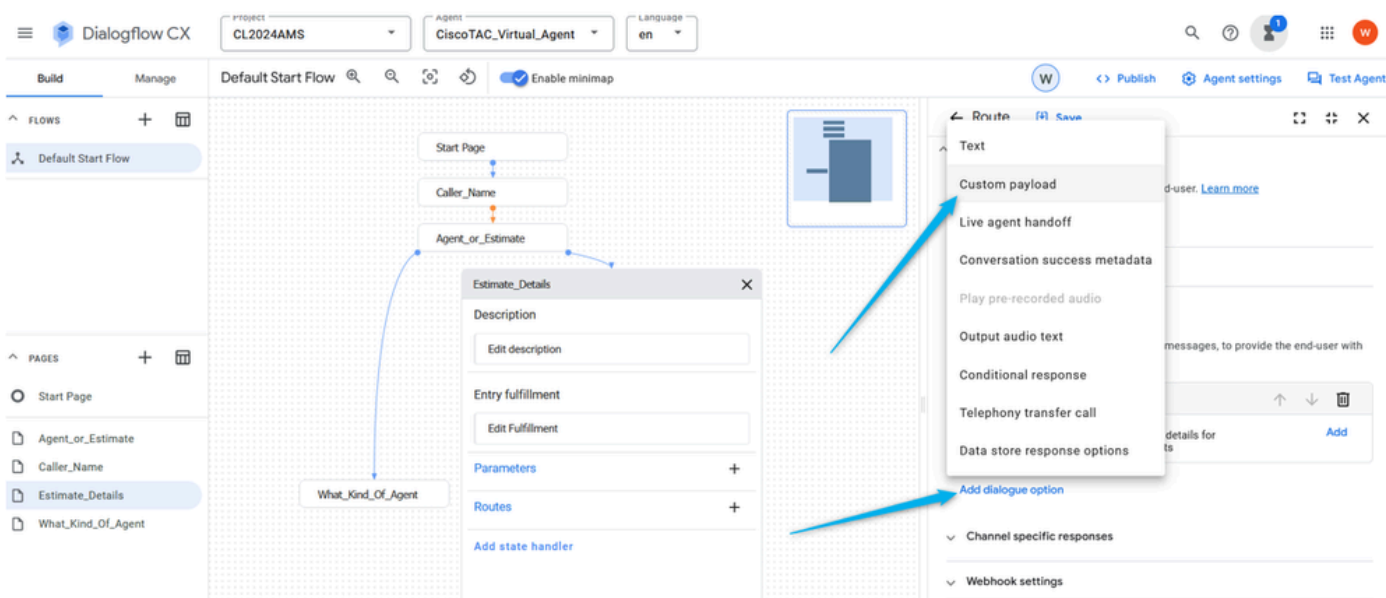 Dialogflow CX
Project
CL2024AMS
Agent
CiscoTAC_Virtual_Agent
Language
en
1
W
Build
Manage
Default Start Flow
Enable minimap
W
Publish
Agent settings
Test Agent
FLOWS
Default Start Flow
PAGES
Start Page
Agent_or_Estimate
Caller_Name
Estimate_Details
What_Kind_Of_Agent
Start Page
Caller_Name
Agent_or_Estimate
What_Kind_Of_Agent
Estimate_Details
Description
Edit description
Entry fulfillment
Edit Fulfillment
Parameters
Routes
Add state handler
Route
Save
Text
Custom payload
Live agent handoff
Conversation success metadata
Play pre-recorded audio
Output audio text
Conditional response
Telephony transfer call
Data store response options
d-user. Learn more
messages, to provide the end-user with
details for
ts
Add
Add dialogue option
Channel specific responses
Webhook settings